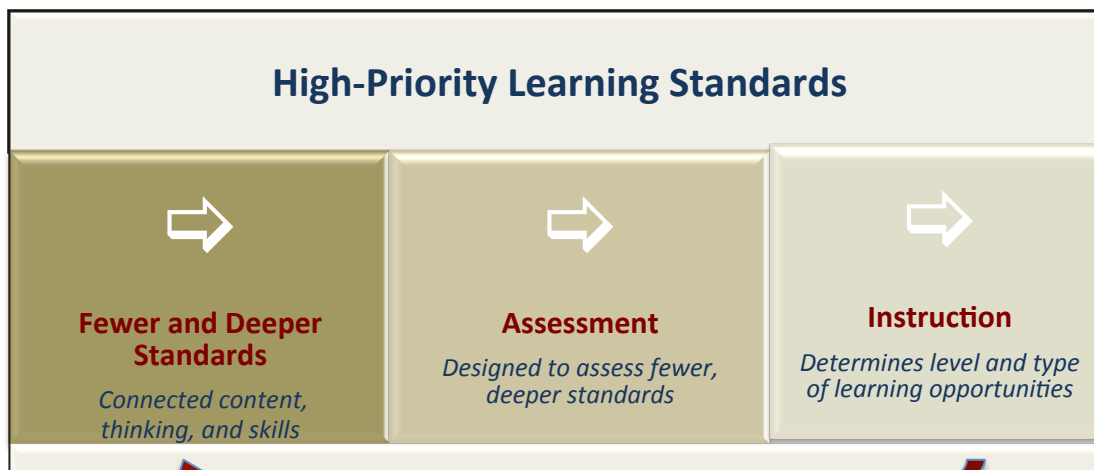 High-Priority Learning Standards
Fewer and Deeper
Standards
Connected content,
thinking, and skills
Assessment
Designed to assess fewer,
deeper standards
Instruction
Determines level and type
of learning opportunities